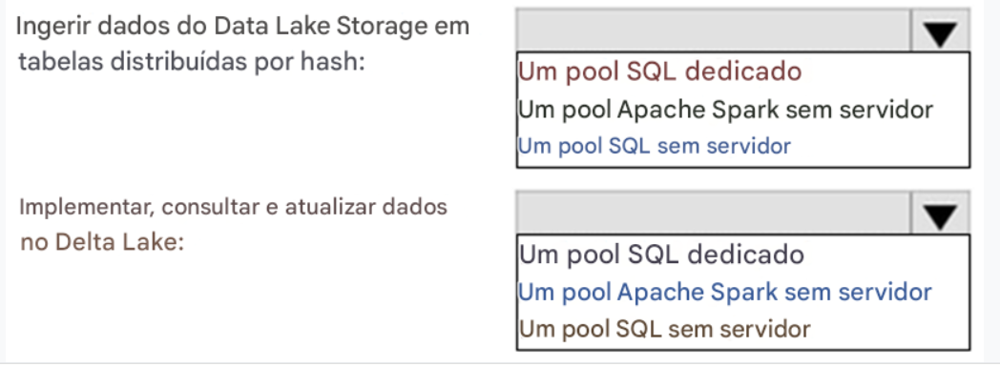 Ingerir dados do Data Lake Storage em
tabelas distribuídas por hash:
Um pool SQL dedicado
Um pool Apache Spark sem servidor
Um pool SQL sem servidor
Implementar, consultar e atualizar dados
no Delta Lake:
Um pool SQL dedicado
Um pool Apache Spark sem servidor
Um pool SQL sem servidor